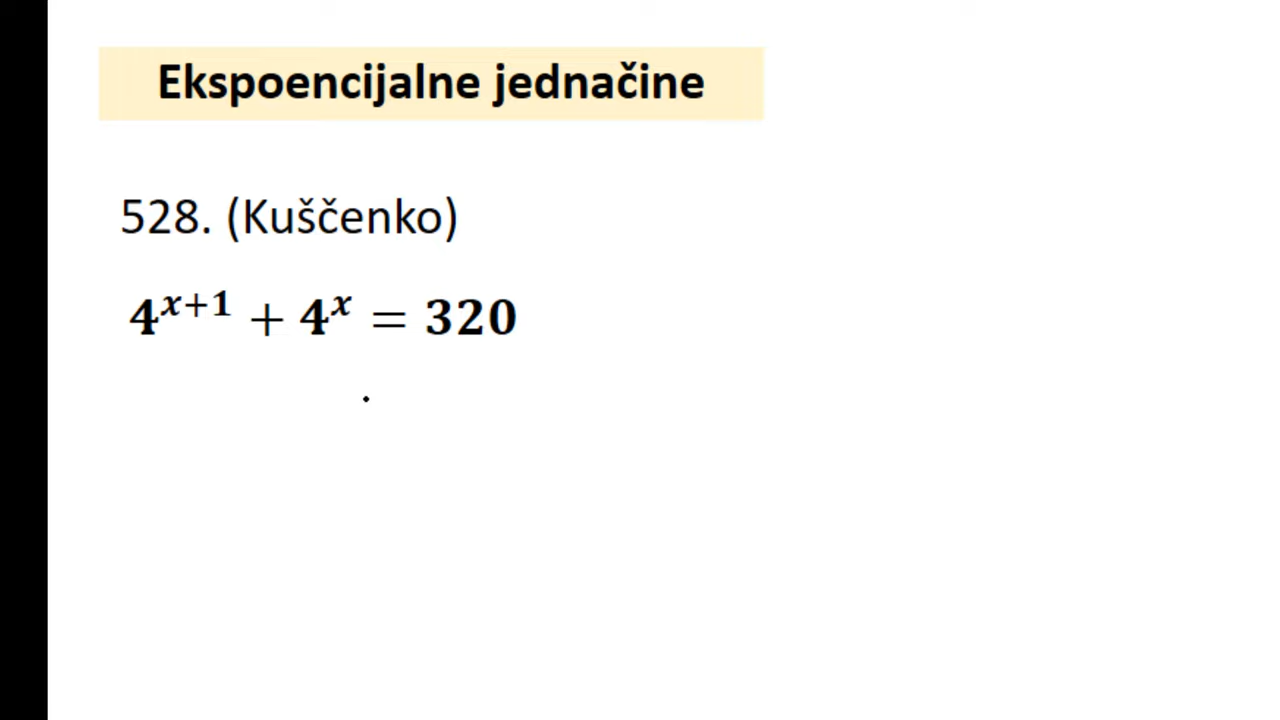 Ekspoencijalne jednačine
528. (Kuščenko)
4^{x+1} + 4^x = 320